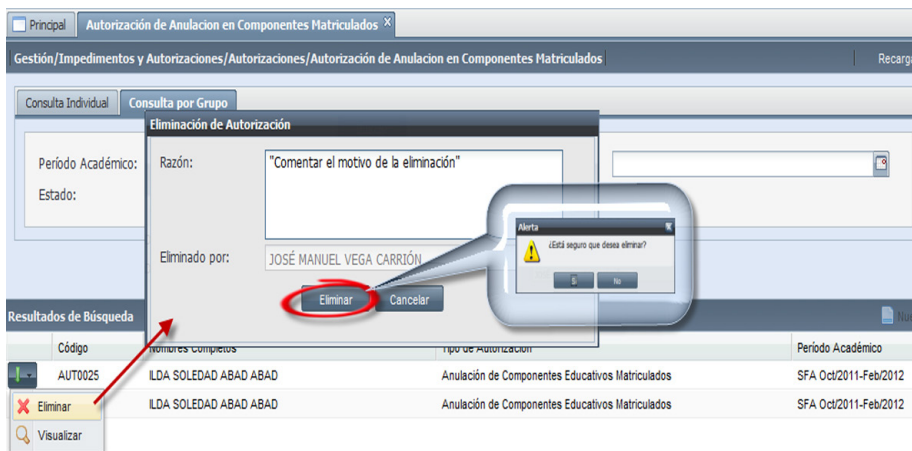 Principal Autorización de Anulacion en Componentes Matriculados X
Gestión/Impedimentos y Autorizaciones/Autorizaciones/Autorización de Anulacion en Componentes Matriculados Recarga
Consulta Individual Consulta por Grupo
Eliminación de Autorización
Período Académico:
Estado:
Razón: "Comentar el motivo de la eliminación"
Eliminado por: JOSÉ MANUEL VEGA CARRIÓN
Eliminar Cancelar
Alerta
¿Está seguro que desea eliminar?
No
Resultados de Búsqueda
Código Nombres Completos Tipo de Autorización Período Académico
AUT0025 ILDA SOLEDAD ABAD ABAD Anulación de Componentes Educativos Matriculados SFA Oct/2011-Feb/2012
Eliminar ILDA SOLEDAD ABAD ABAD Anulación de Componentes Educativos Matriculados SFA Oct/2011-Feb/2012
Visualizar